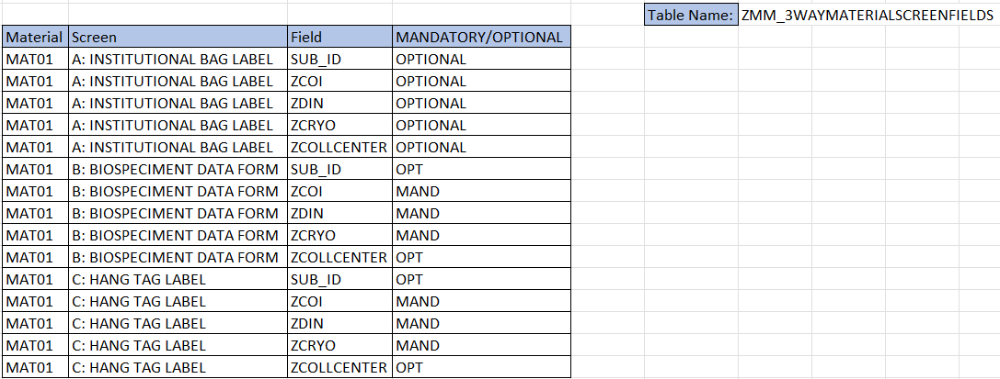 Table Name: ZMM_3WAYMATERIALSCREENFIELDS
Material Screen Field MANDATORY/OPTIONAL
MAT01 A: INSTITUTIONAL BAG LABEL SUB_ID OPTIONAL
MAT01 A: INSTITUTIONAL BAG LABEL ZCOI OPTIONAL
MAT01 A: INSTITUTIONAL BAG LABEL ZDIN OPTIONAL
MAT01 A: INSTITUTIONAL BAG LABEL ZCRYO OPTIONAL
MAT01 A: INSTITUTIONAL BAG LABEL ZCOLLCENTER OPTIONAL
MAT01 B: BIOSPECIMENT DATA FORM SUB_ID OPT
MAT01 B: BIOSPECIMENT DATA FORM ZCOI MAND
MAT01 B: BIOSPECIMENT DATA FORM ZDIN MAND
MAT01 B: BIOSPECIMENT DATA FORM ZCRYO MAND
MAT01 B: BIOSPECIMENT DATA FORM ZCOLLCENTER OPT
MAT01 C: HANG TAG LABEL SUB_ID OPT
MAT01 C: HANG TAG LABEL ZCOI MAND
MAT01 C: HANG TAG LABEL ZDIN MAND
MAT01 C: HANG TAG LABEL ZCRYO MAND
MAT01 C: HANG TAG LABEL ZCOLLCENTER OPT